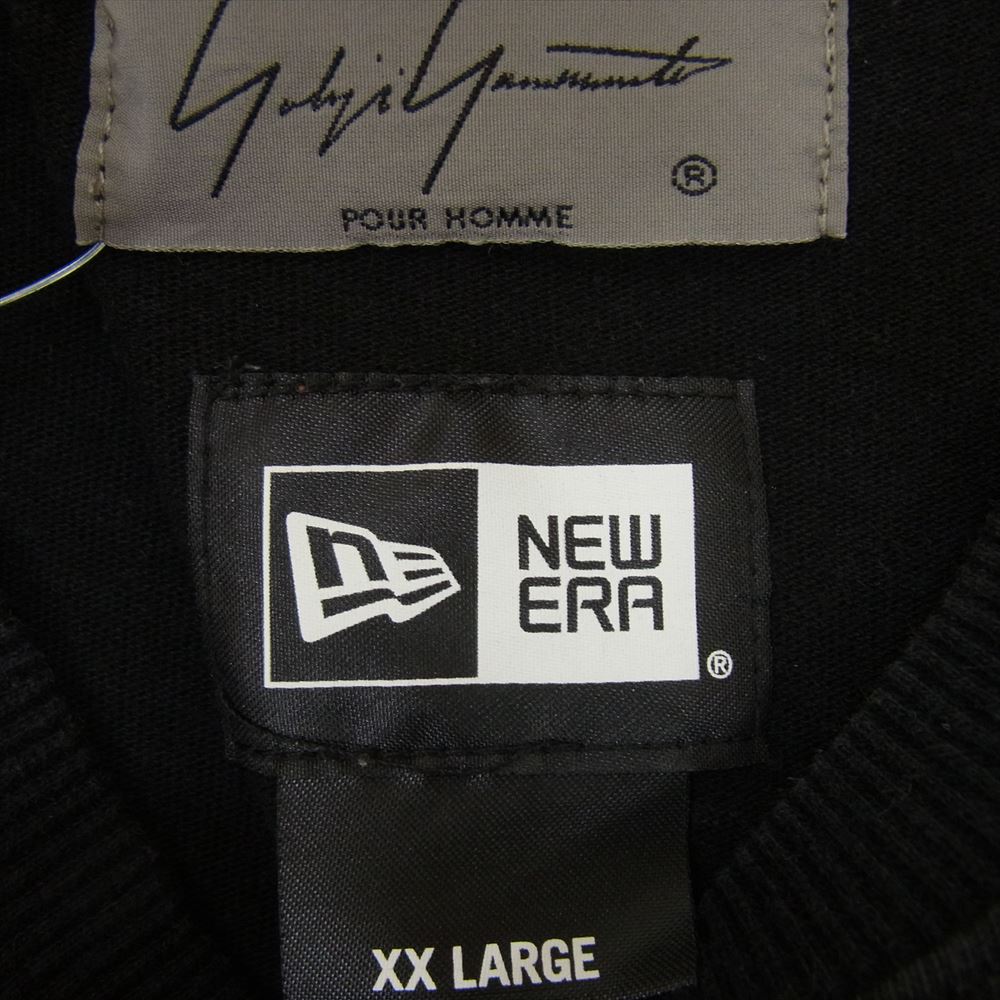 Yohji Yamamoto
®
POUR HOMME
n
NEW
ERA
®
XX LARGE